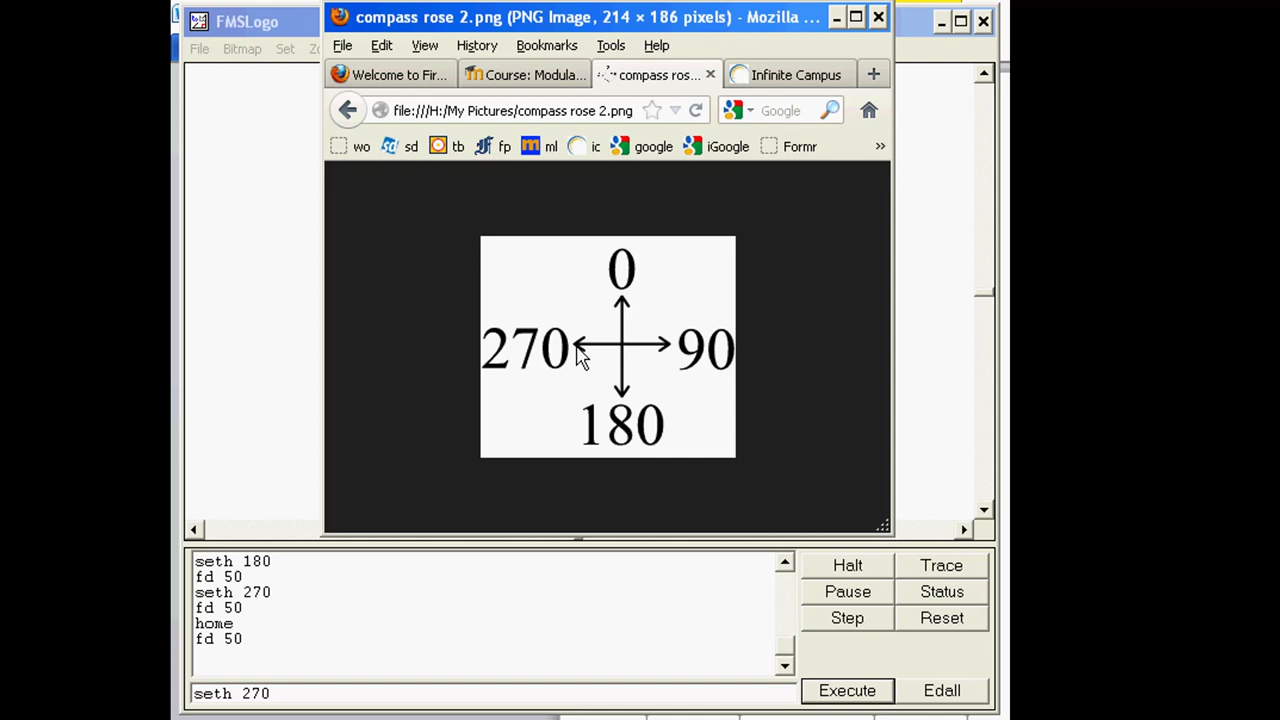 FMSLogo
File Bitmap Set
compass rose 2.png (PNG Image, 214 × 186 pixels) - Mozilla ...
File Edit View History Bookmarks Tools Help
Welcome to Fir... Course: Modula... compass ros... Infinite Campus
file:///H:/My Pictures/compass rose 2.png Google
wo sd tb fp ml ic google iGoogle Formr »
0
270 90
180
seth 180
fd 50
seth 270
fd 50
home
fd 50
seth 270
Halt Trace
Pause Status
Step Reset
Execute Edall